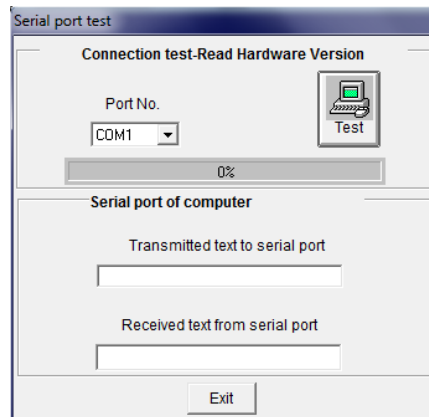 Serial port test
Connection test-Read Hardware Version
Port No.
COM1
Test
0%
Serial port of computer
Transmitted text to serial port
Received text from serial port
Exit